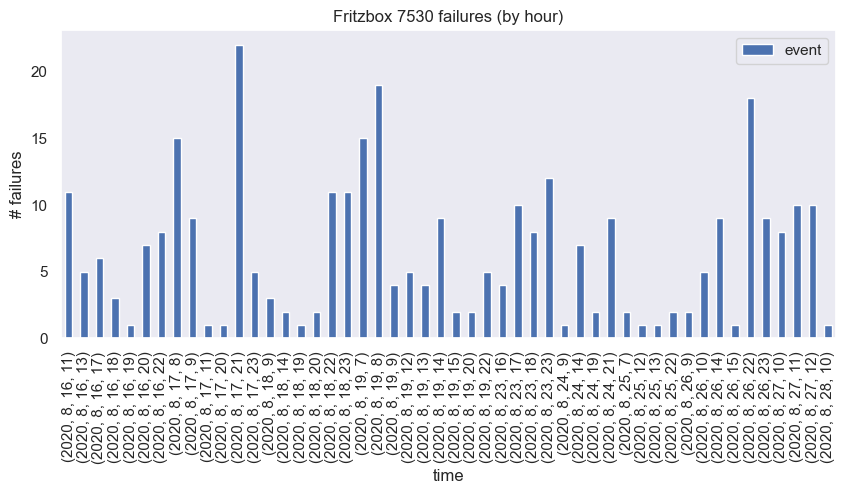 Fritzbox 7530 failures (by hour)
event
# failures
20
15
10
5
0
(2020, 8, 16, 11)
(2020, 8, 16, 13)
(2020, 8, 16, 17)
(2020, 8, 16, 18)
(2020, 8, 16, 19)
(2020, 8, 16, 20)
(2020, 8, 16, 22)
(2020, 8, 17, 8)
(2020, 8, 17, 9)
(2020, 8, 17, 11)
(2020, 8, 17, 20)
(2020, 8, 17, 21)
(2020, 8, 17, 23)
(2020, 8, 18, 9)
(2020, 8, 18, 14)
(2020, 8, 18, 19)
(2020, 8, 18, 20)
(2020, 8, 18, 22)
(2020, 8, 18, 23)
(2020, 8, 19, 7)
(2020, 8, 19, 8)
(2020, 8, 19, 9)
(2020, 8, 19, 12)
(2020, 8, 19, 13)
(2020, 8, 19, 14)
(2020, 8, 19, 15)
(2020, 8, 19, 20)
(2020, 8, 19, 22)
(2020, 8, 23, 16)
(2020, 8, 23, 17)
(2020, 8, 23, 18)
(2020, 8, 23, 23)
(2020, 8, 24, 9)
(2020, 8, 24, 14)
(2020, 8, 24, 19)
(2020, 8, 24, 21)
(2020, 8, 25, 7)
(2020, 8, 25, 12)
(2020, 8, 25, 13)
(2020, 8, 25, 22)
(2020, 8, 26, 9)
(2020, 8, 26, 10)
(2020, 8, 26, 14)
(2020, 8, 26, 15)
(2020, 8, 26, 22)
(2020, 8, 26, 23)
(2020, 8, 27, 10)
(2020, 8, 27, 11)
(2020, 8, 27, 12)
(2020, 8, 28, 10)
time